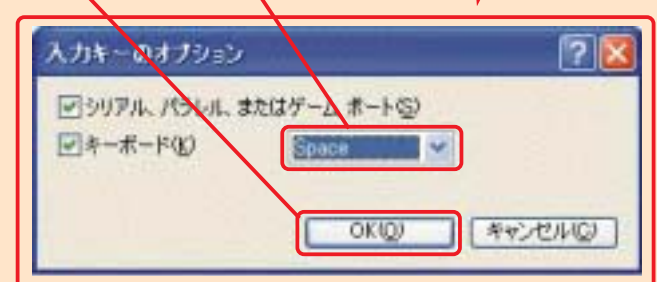 入力キーのオプション
シリアル、パラレル、またはゲーム ポート(S)
キーボード(K)
Space
OK(O)
キャンセル(C)